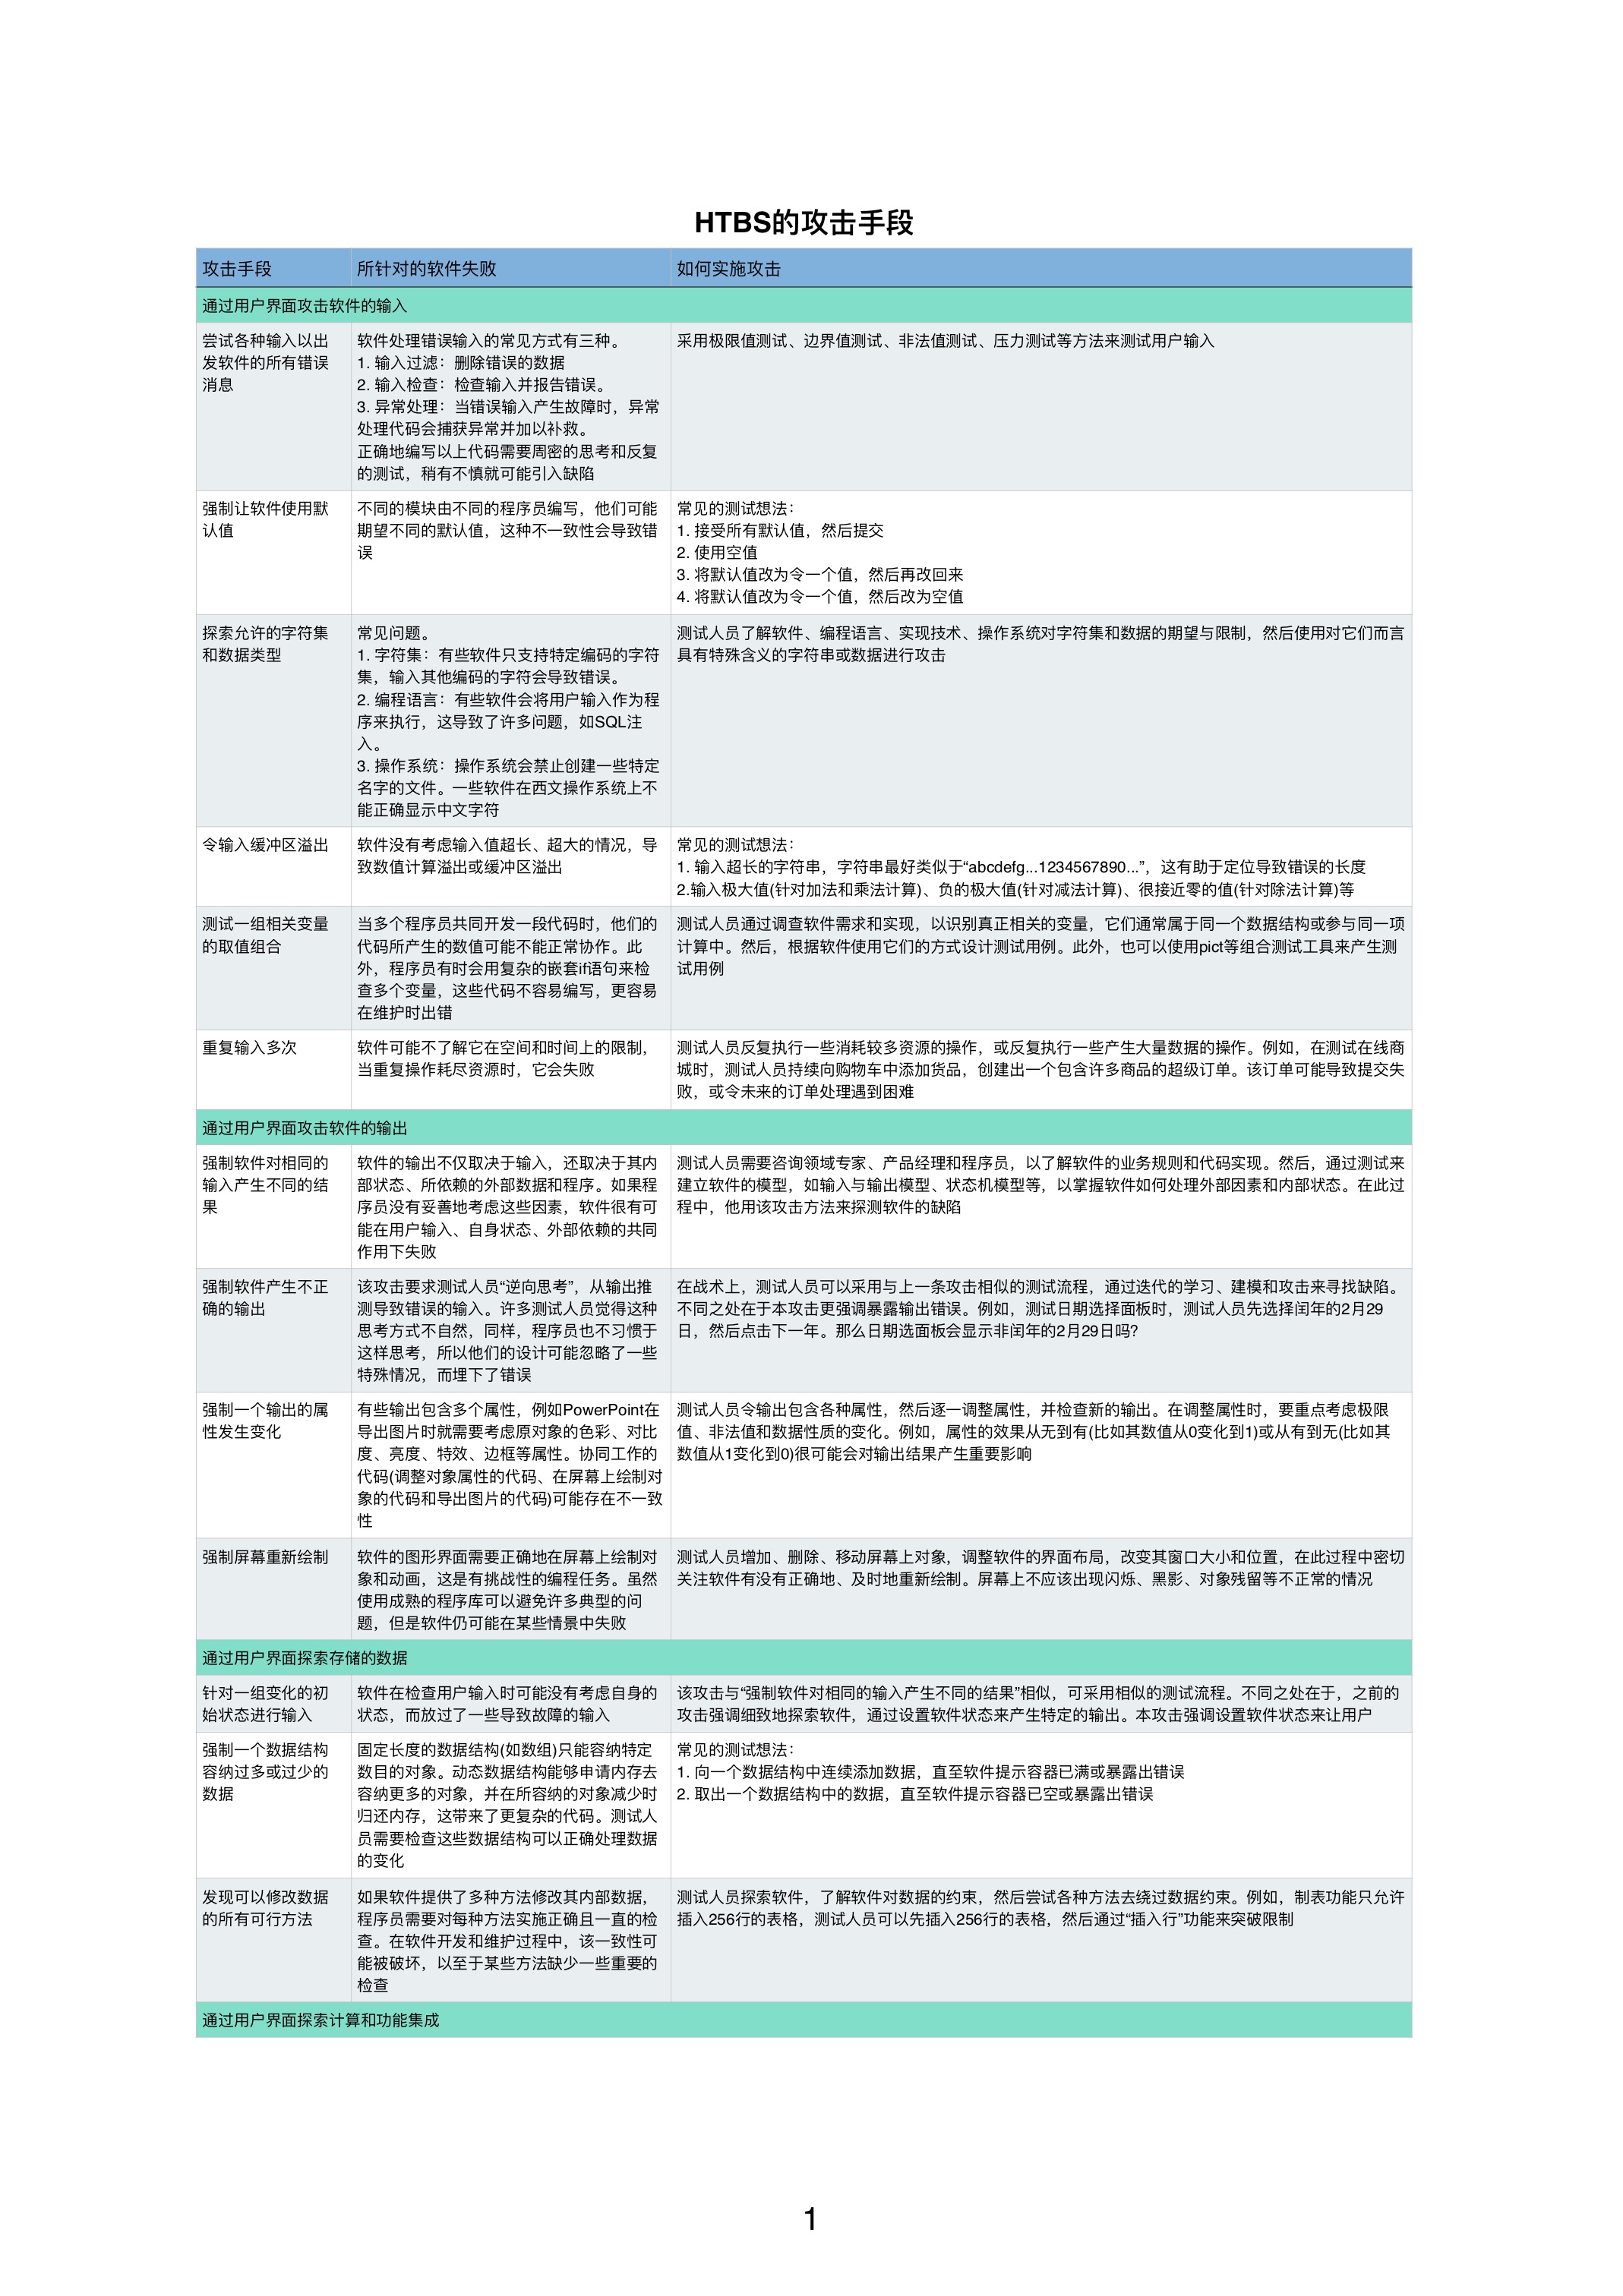 HTBS的攻击手段
攻击手段 所针对的软件失败 如何实施攻击
通过用户界面攻击软件的输入
尝试各种输入以出
发软件的所有错误
消息
软件处理错误输入的常见方式有三种。
1. 输入过滤：删除错误的数据
2. 输入检查：检查输入并报告错误。
3. 异常处理：当错误输入产生故障时，异常
处理代码会捕获异常并加以补救。
正确地编写以上代码需要周密的思考和反复
的测试，稍有不慎就可能引入缺陷
采用极限值测试、边界值测试、非法值测试、压力测试等方法来测试用户输入
强制让软件使用默
认值
不同的模块由不同的程序员编写，他们可能
期望不同的默认值，这种不一致性会导致错
误
常见的测试想法：
1. 接受所有默认值，然后提交
2. 使用空值
3. 将默认值改为令一个值，然后再改回来
4. 将默认值改为令一个值，然后改为空值
探索允许的字符集
和数据类型
常见问题。
1. 字符集：有些软件只支持特定编码的字符
集，输入其他编码的字符会导致错误。
2. 编程语言：有些软件会将用户输入作为程
序来执行，这导致了许多问题，如SQL注
入。
3. 操作系统：操作系统会禁止创建一些特定
名字的文件。一些软件在西文操作系统上不
能正确显示中文字符
测试人员了解软件、编程语言、实现技术、操作系统对字符集和数据的期望与限制，然后使用对它们而言
具有特殊含义的字符串或数据进行攻击
令输入缓冲区溢出
软件没有考虑输入值超长、超大的情况，导
致数值计算溢出或缓冲区溢出
常见的测试想法：
1. 输入超长的字符串，字符串最好类似于“abcdefg...1234567890...”，这有助于定位导致错误的长度
2.输入极大值(针对加法和乘法计算)、负的极大值(针对减法计算)、很接近零的值(针对除法计算)等
测试一组相关变量
的取值组合
当多个程序员共同开发一段代码时，他们的
代码所产生的数值可能不能正常协作。此
外，程序员有时会用复杂的嵌套if语句来检
查多个变量，这些代码不容易编写，更容易
在维护时出错
测试人员通过调查软件需求和实现，以识别真正相关的变量，它们通常属于同一个数据结构或参与同一项
计算中。然后，根据软件使用它们的方式设计测试用例。此外，也可以使用pict等组合测试工具来产生测
试用例
重复输入多次
软件可能不了解它在空间和时间上的限制，
当重复操作耗尽资源时，它会失败
测试人员反复执行一些消耗较多资源的操作，或反复执行一些产生大量数据的操作。例如，在测试在线商
城时，测试人员持续向购物车中添加货品，创建出一个包含许多商品的超级订单。该订单可能导致提交失
败，或令未来的订单处理遇到困难
通过用户界面攻击软件的输出
强制软件对相同的
输入产生不同的结
果
软件的输出不仅取决于输入，还取决于其内
部状态、所依赖的外部数据和程序。如果程
序员没有妥善地考虑这些因素，软件很有可
能在用户输入、自身状态、外部依赖的共同
作用下失败
测试人员需要咨询领域专家、产品经理和程序员，以了解软件的业务规则和代码实现。然后，通过测试来
建立软件的模型，如输入与输出模型、状态机模型等，以掌握软件如何处理外部因素和内部状态。在此过
程中，他用该攻击方法来探测软件的缺陷
强制软件产生不正
确的输出
该攻击要求测试人员“逆向思考”，从输出推
测导致错误的输入。许多测试人员觉得这种
思考方式不自然，同样，程序员也不习惯于
这样思考，所以他们的设计可能忽略了一些
特殊情况，而埋下了错误
在战术上，测试人员可以采用与上一条攻击相似的测试流程，通过迭代的学习、建模和攻击来寻找缺陷。
不同之处在于本攻击更强调暴露输出错误。例如，测试日期选择面板时，测试人员先选择闰年的2月29
日，然后点击下一年。那么日期选面板会显示非闰年的2月29日吗?
强制一个输出的属
性发生变化
有些输出包含多个属性，例如PowerPoint在
导出图片时就需要考虑原对象的色彩、对比
度、亮度、特效、边框等属性。协同工作的
代码(调整对象属性的代码、在屏幕上绘制对
象的代码和导出图片的代码)可能存在不一致
性
测试人员令输出包含各种属性，然后逐一调整属性，并检查新的输出。在调整属性时，要重点考虑极限
值、非法值和数据性质的变化。例如，属性的效果从无到有(比如其数值从0变化到1)或从有到无(比如其
数值从1变化到0)很可能会对输出结果产生重要影响
强制屏幕重新绘制
软件的图形界面需要正确地在屏幕上绘制对
象和动画，这是有挑战性的编程任务。虽然
使用成熟的程序库可以避免许多典型的问
题，但是软件仍可能在某些情景中失败
测试人员增加、删除、移动屏幕上对象，调整软件的界面布局，改变其窗口大小和位置，在此过程中密切
关注软件有没有正确地、及时地重新绘制。屏幕上不应该出现闪烁、黑影、对象残留等不正常的情况
通过用户界面探索存储的数据
针对一组变化的初
始状态进行输入
软件在检查用户输入时可能没有考虑自身的
状态，而放过了一些导致故障的输入
该攻击与“强制软件对相同的输入产生不同的结果”相似，可采用相似的测试流程。不同之处在于，之前的
攻击强调细致地探索软件，通过设置软件状态来产生特定的输出。本攻击强调设置软件状态来让用户
强制一个数据结构
容纳过多或过少的
数据
固定长度的数据结构(如数组)只能容纳特定
数目的对象。动态数据结构能够申请内存去
容纳更多的对象，并在所容纳的对象减少时
归还内存，这带来了更复杂的代码。测试人
员需要检查这些数据结构可以正确处理数据
的变化
常见的测试想法：
1. 向一个数据结构中连续添加数据，直至软件提示容器已满或暴露出错误
2. 取出一个数据结构中的数据，直至软件提示容器已空或暴露出错误
发现可以修改数据
的所有可行方法
如果软件提供了多种方法修改其内部数据，
程序员需要对每种方法实施正确且一直的检
查。在软件开发和维护过程中，该一致性可
能被破坏，以至于某些方法缺少一些重要的
检查
测试人员探索软件，了解软件对数据的约束，然后尝试各种方法去绕过数据约束。例如，制表功能只允许
插入256行的表格，测试人员可以先插入256行的表格，然后通过“插入行”功能来突破限制
通过用户界面探索计算和功能集成
1